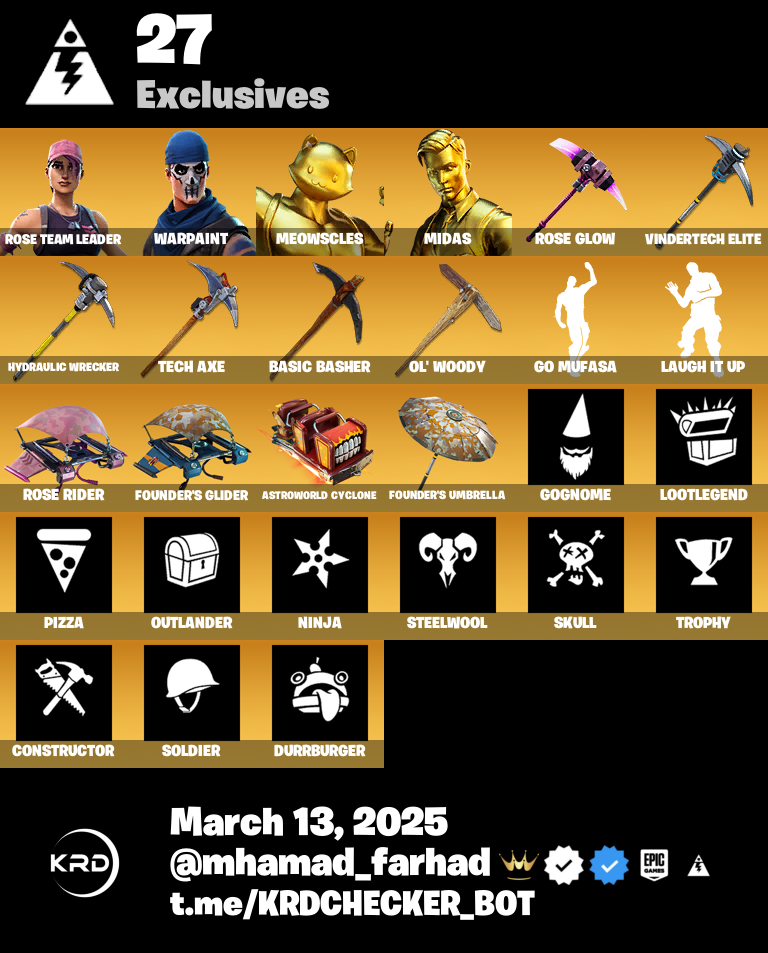 27
Exclusives
ROSE TEAM LEADER
WARPAINT
MEOWSCLES
MIDAS
ROSE GLOW
VINDERTECH ELITE
HYDRAULIC WRECKER
TECH AXE
BASIC BASHER
OL' WOODY
GO MUFASA
LAUGH IT UP
ROSE RIDER
FOUNDER'S GLIDER
ASTROWORLD CYCLONE
FOUNDER'S UMBRELLA
GOGNOME
LOOTLEGEND
PIZZA
OUTLANDER
NINJA
STEELWOOL
SKULL
TROPHY
CONSTRUCTOR
SOLDIER
DURRBURGER
KRD
March 13, 2025
@mhamad_farhad
EPIC
GAMES
t.me/KRDCHECKER_BOT